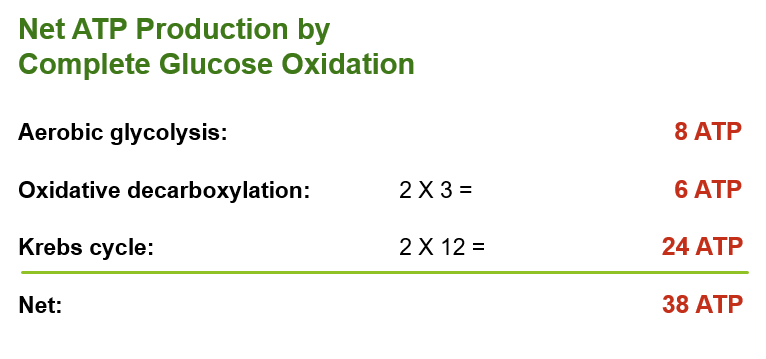 Net ATP Production by
Complete Glucose Oxidation
Aerobic glycolysis: 8 ATP
Oxidative decarboxylation: 2 X 3 = 6 ATP
Krebs cycle: 2 X 12 = 24 ATP
Net: 38 ATP